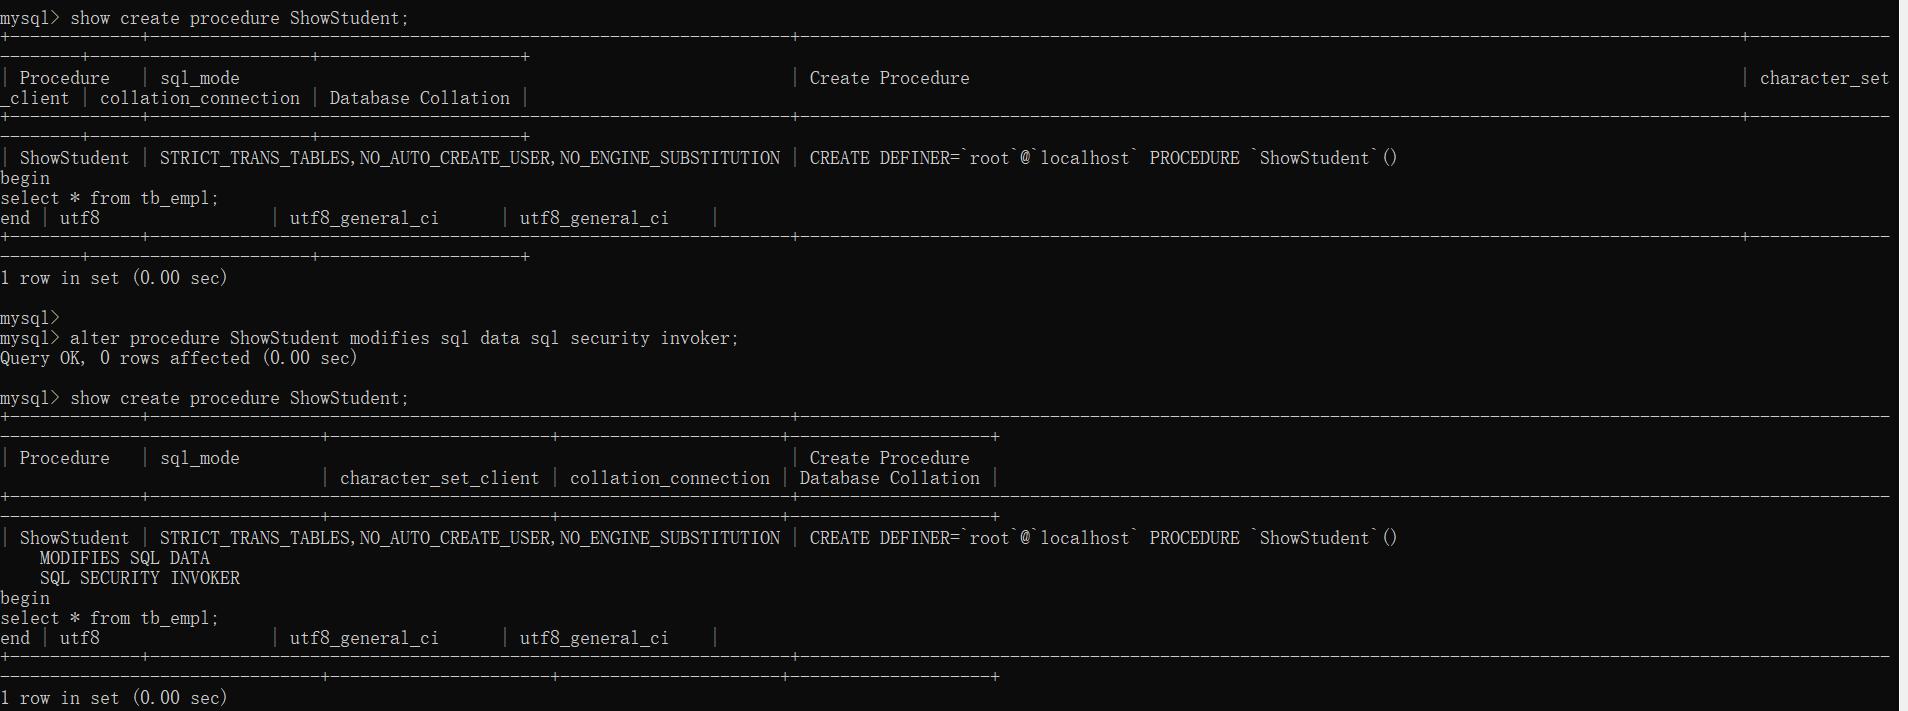 mysql> show create procedure ShowStudent;
+-------------+----------------------------------------------------------------+----------------------------------------------------------------------------------------------+--------------
--------+----------------------+--------------------+
| Procedure   | sql_mode                                                       | Create Procedure                                                                             | character_set
_client | collation_connection | Database Collation |
+-------------+----------------------------------------------------------------+----------------------------------------------------------------------------------------------+--------------
--------+----------------------+--------------------+
| ShowStudent | STRICT_TRANS_TABLES,NO_AUTO_CREATE_USER,NO_ENGINE_SUBSTITUTION | CREATE DEFINER=`root`@`localhost` PROCEDURE `ShowStudent`()
begin
select * from tb_empl;
end | utf8                 | utf8_general_ci      | utf8_general_ci    |
+-------------+----------------------------------------------------------------+----------------------------------------------------------------------------------------------+--------------
--------+----------------------+--------------------+
1 row in set (0.00 sec)

mysql>
mysql> alter procedure ShowStudent modifies sql data sql security invoker;
Query OK, 0 rows affected (0.00 sec)

mysql> show create procedure ShowStudent;
+-------------+----------------------------------------------------------------+-------------------------------------------------------------------------------------------------------------
--------------------------------+----------------------+----------------------+--------------------+
| Procedure   | sql_mode                                                       | Create Procedure
                                | character_set_client | collation_connection | Database Collation |
+-------------+----------------------------------------------------------------+-------------------------------------------------------------------------------------------------------------
--------------------------------+----------------------+----------------------+--------------------+
| ShowStudent | STRICT_TRANS_TABLES,NO_AUTO_CREATE_USER,NO_ENGINE_SUBSTITUTION | CREATE DEFINER=`root`@`localhost` PROCEDURE `ShowStudent`()
    MODIFIES SQL DATA
    SQL SECURITY INVOKER
begin
select * from tb_empl;
end | utf8                 | utf8_general_ci      | utf8_general_ci    |
+-------------+----------------------------------------------------------------+-------------------------------------------------------------------------------------------------------------
--------------------------------+----------------------+----------------------+--------------------+
1 row in set (0.00 sec)